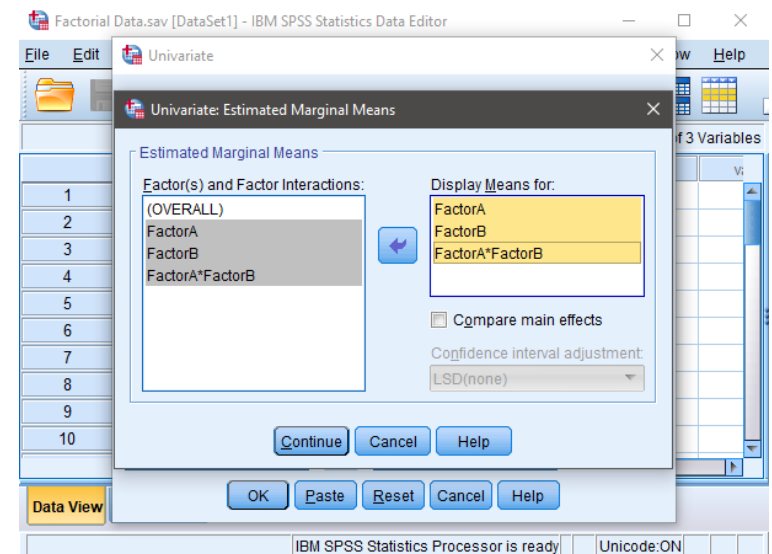 Factorial Data.sav [DataSet1] - IBM SPSS Statistics Data Editor
File Edit
Univariate
Help
Univariate: Estimated Marginal Means
3 Variables
Estimated Marginal Means
Factor(s) and Factor Interactions:
Display Means for:
(OVERALL)
FactorA
FactorB
FactorA*FactorB
FactorA
FactorB
FactorA*FactorB
1
2
3
4
5
6
7
8
9
10
Compare main effects
Confidence interval adjustment:
LSD(none)
Continue Cancel Help
OK Paste Reset Cancel Help
Data View
IBM SPSS Statistics Processor is ready Unicode:ON